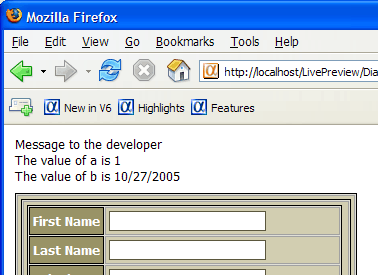 Mozilla Firefox
File Edit View Go Bookmarks Tools Help
http://localhost/LivePreview/Dia
New in V6 Highlights Features
Message to the developer
The value of a is 1
The value of b is 10/27/2005
First Name
Last Name